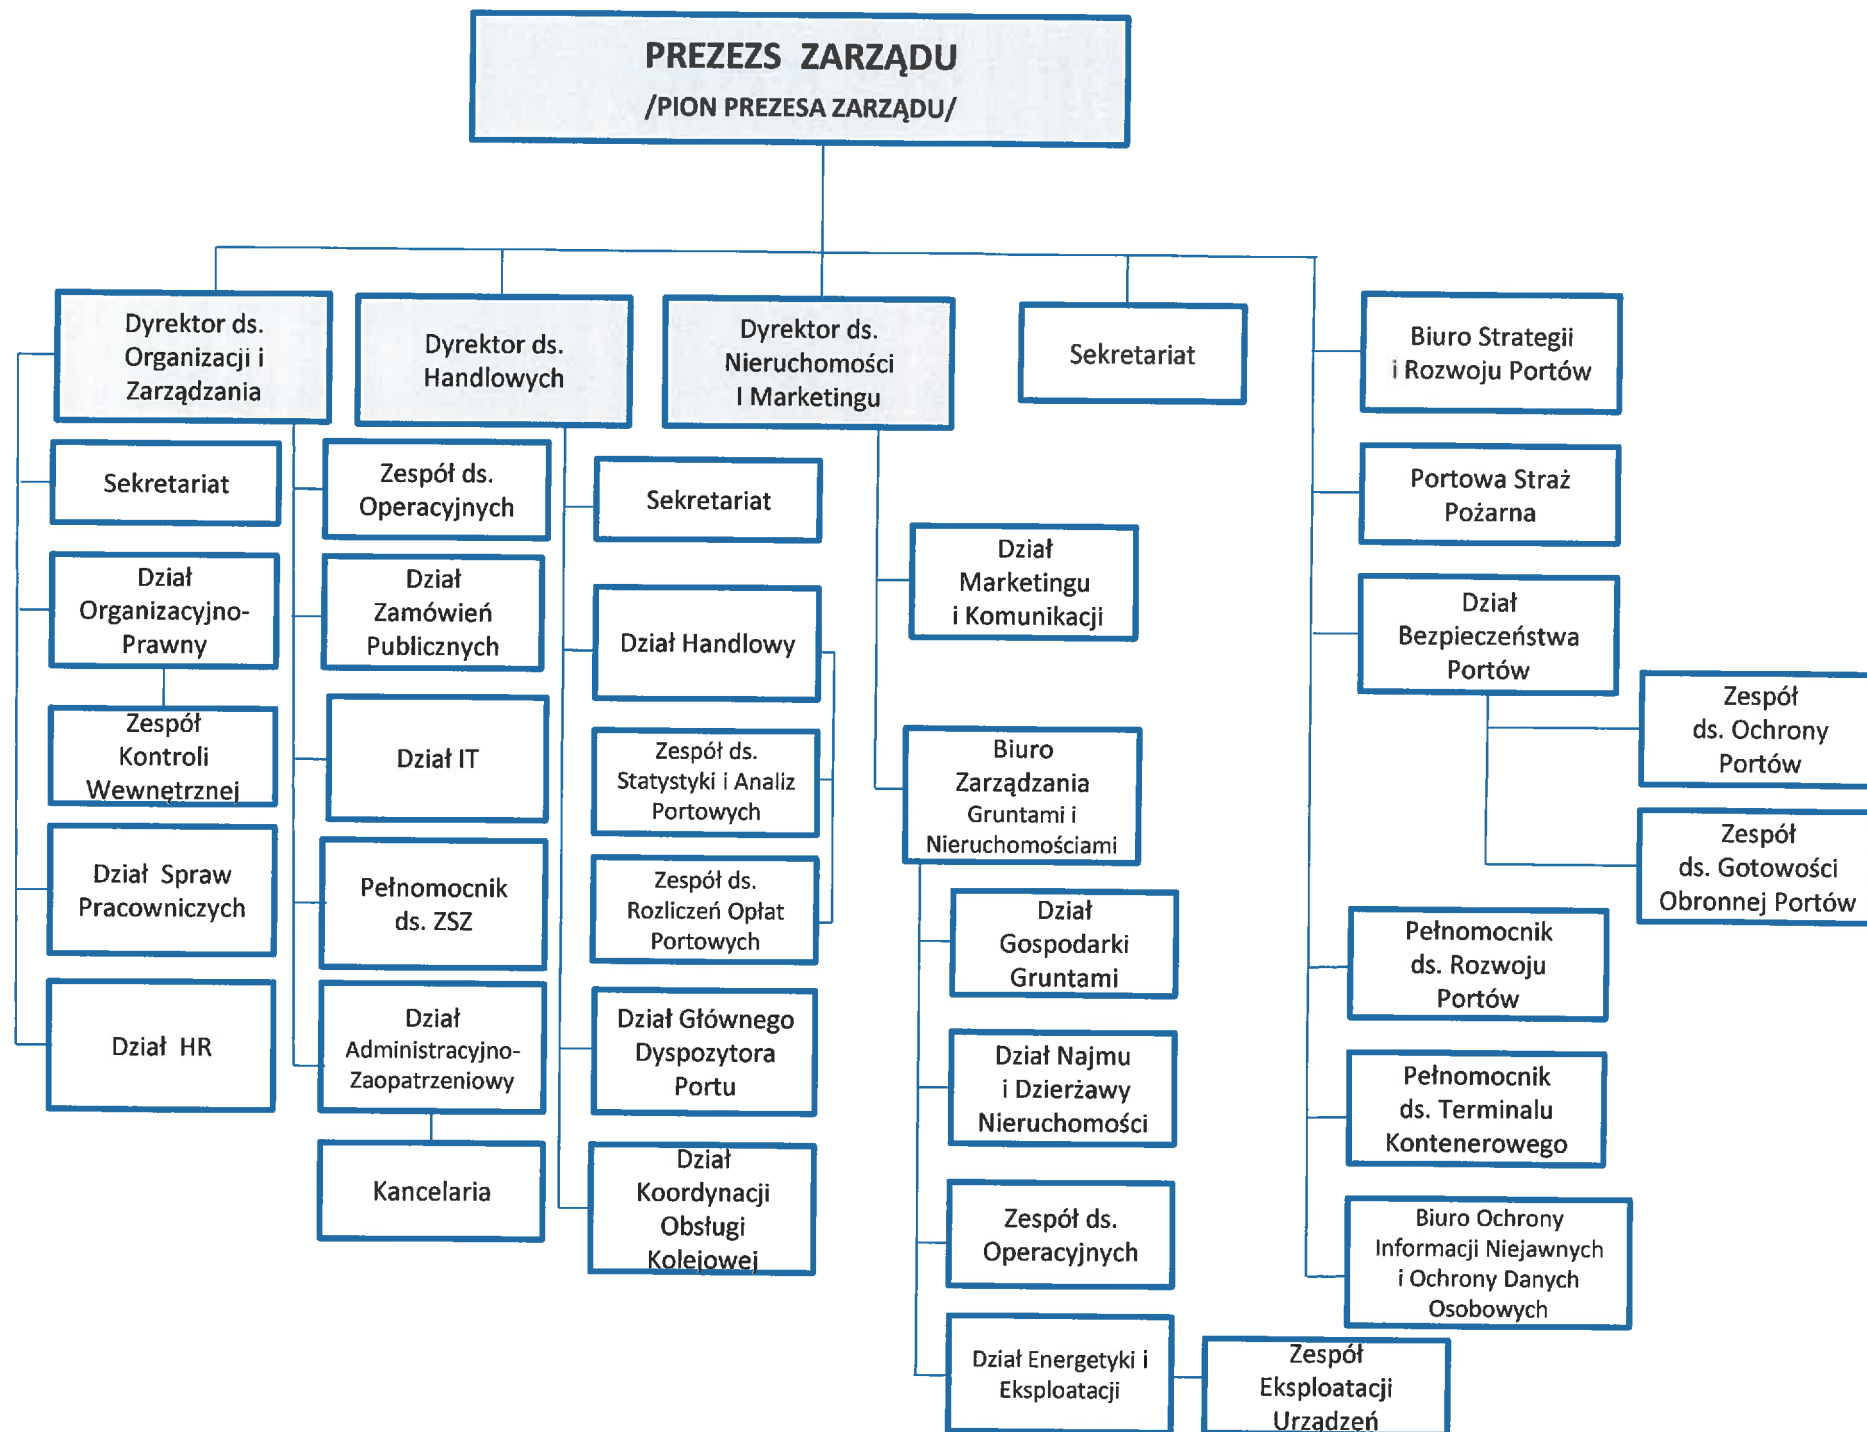 PREZEZS ZARZĄDU
/PION PREZESA ZARZĄDU/
Dyrektor ds.
Organizacji i
Zarządzania
Dyrektor ds.
Handlowych
Dyrektor ds.
Nieruchomości
I Marketingu
Sekretariat
Biuro Strategii
i Rozwoju Portów
Sekretariat
Dział
Organizacyjno-
Prawny
Zespół
Kontroli
Wewnętrznej
Dział Spraw
Pracowniczych
Dział HR
Zespół ds.
Operacyjnych
Dział
Zamówień
Publicznych
Dział IT
Pełnomocnik
ds. ZSZ
Dział
Administracyjno-
Zaopatrzeniowy
Kancelaria
Sekretariat
Dział Handlowy
Zespół ds.
Statystyki i Analiz
Portowych
Zespół ds.
Rozliczeń Opłat
Portowych
Dział Głównego
Dyspozytora
Portu
Dział
Koordynacji
Obsługi
Kolejowej
Dział
Marketingu
i Komunikacji
Biuro
Zarządzania
Gruntami i
Nieruchomościami
Dział
Gospodarki
Gruntami
Dział Najmu
i Dzierżawy
Nieruchomości
Zespół ds.
Operacyjnych
Dział Energetyki i
Eksploatacji
Zespół
Eksploatacji
Urządzeń
Portowa Straż
Pożarna
Dział
Bezpieczeństwa
Portów
Zespół
ds. Ochrony
Portów
Zespół
ds. Gotowości
Obronnej Portów
Pełnomocnik
ds. Rozwoju
Portów
Pełnomocnik
ds. Terminalu
Kontenerowego
Biuro Ochrony
Informacji Niejawnych
i Ochrony Danych
Osobowych